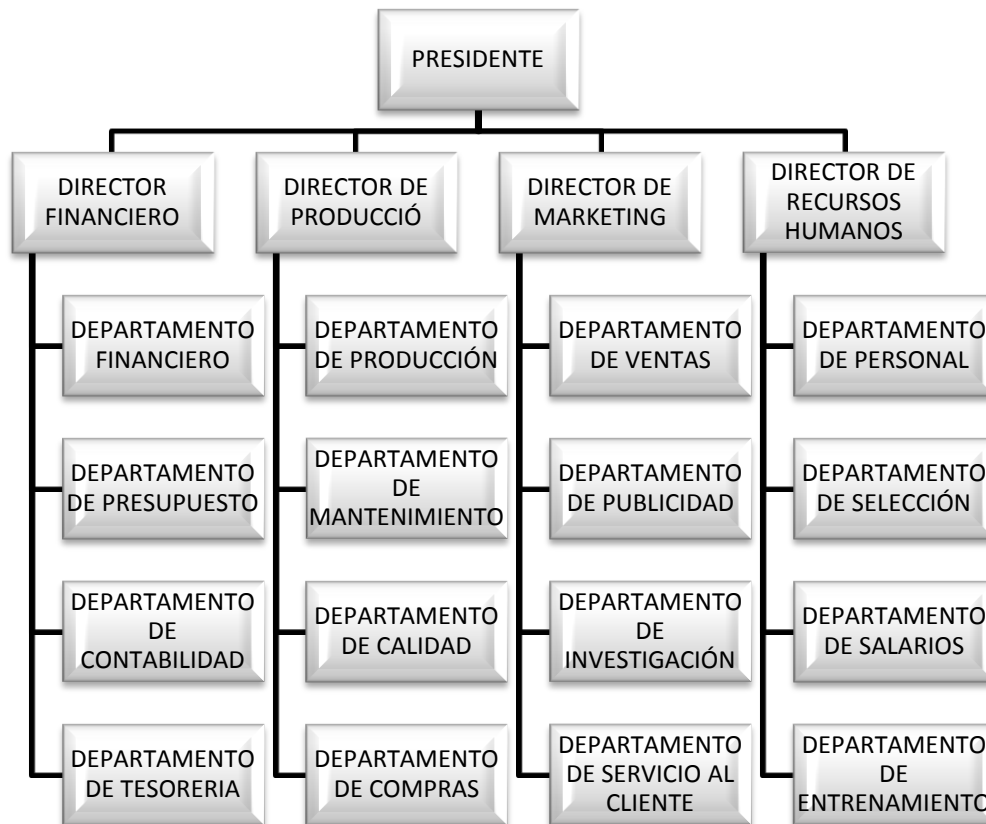 PRESIDENTE
DIRECTOR
FINANCIERO
DIRECTOR DE
PRODUCCIÓ
DIRECTOR DE
MARKETING
DIRECTOR DE
RECURSOS
HUMANOS
DEPARTAMENTO
FINANCIERO
DEPARTAMENTO
DE PRESUPUESTO
DEPARTAMENTO
DE
CONTABILIDAD
DEPARTAMENTO
DE TESORERIA
DEPARTAMENTO
DE PRODUCCIÓN
DEPARTAMENTO
DE
MANTENIMIENTO
DEPARTAMENTO
DE CALIDAD
DEPARTAMENTO
DE COMPRAS
DEPARTAMENTO
DE VENTAS
DEPARTAMENTO
DE PUBLICIDAD
DEPARTAMENTO
DE
INVESTIGACIÓN
DEPARTAMENTO
DE SERVICIO AL
CLIENTE
DEPARTAMENTO
DE PERSONAL
DEPARTAMENTO
DE SELECCIÓN
DEPARTAMENTO
DE SALARIOS
DEPARTAMENTO
DE
ENTRENAMIENTO